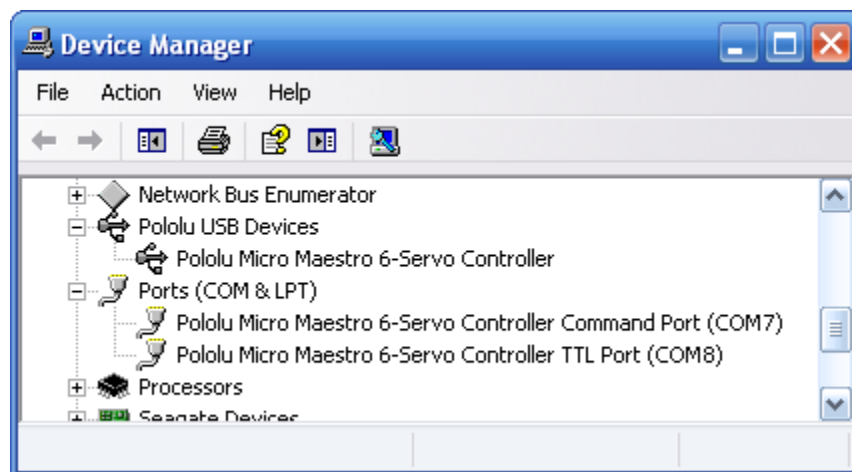 Device Manager
File Action View Help
Network Bus Enumerator
Pololu USB Devices
Pololu Micro Maestro 6-Servo Controller
Ports (COM & LPT)
Pololu Micro Maestro 6-Servo Controller Command Port (COM7)
Pololu Micro Maestro 6-Servo Controller TTL Port (COM8)
Processors
Seagate Devices